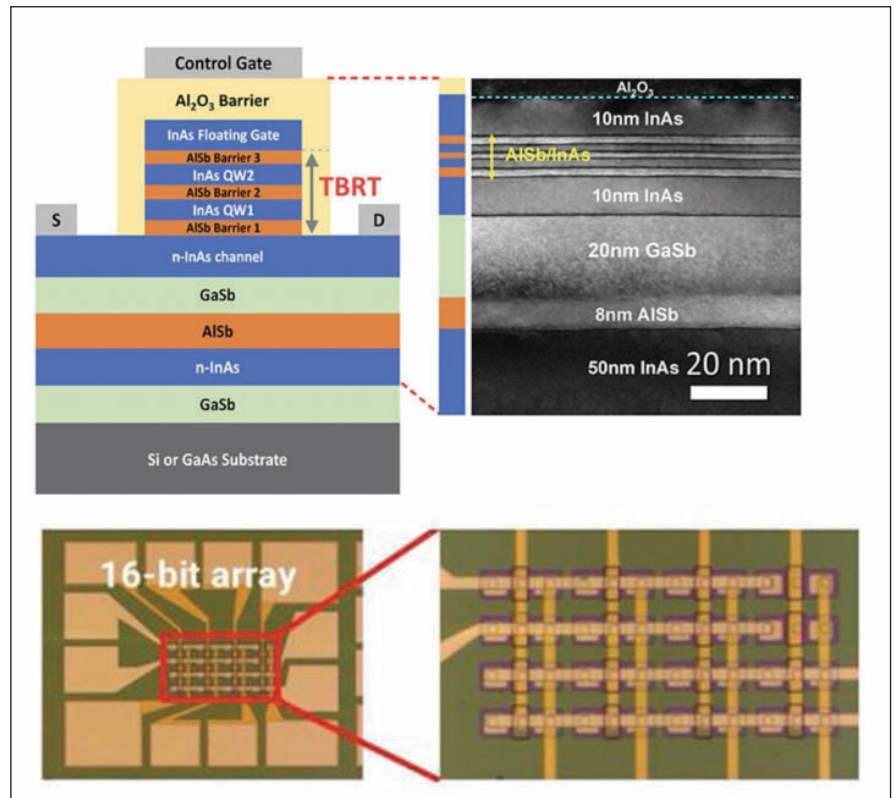 Control Gate
Al₂O₃ Barrier
InAs Floating Gate
AlSb Barrier 3
InAs QW2
AlSb Barrier 2
InAs QW1
AlSb Barrier 1
TBRT
S
D
n-InAs channel
GaSb
AlSb
n-InAs
GaSb
Si or GaAs Substrate
Al₂O₃
10nm InAs
AlSb/InAs
10nm InAs
20nm GaSb
8nm AlSb
50nm InAs
20 nm
16-bit array